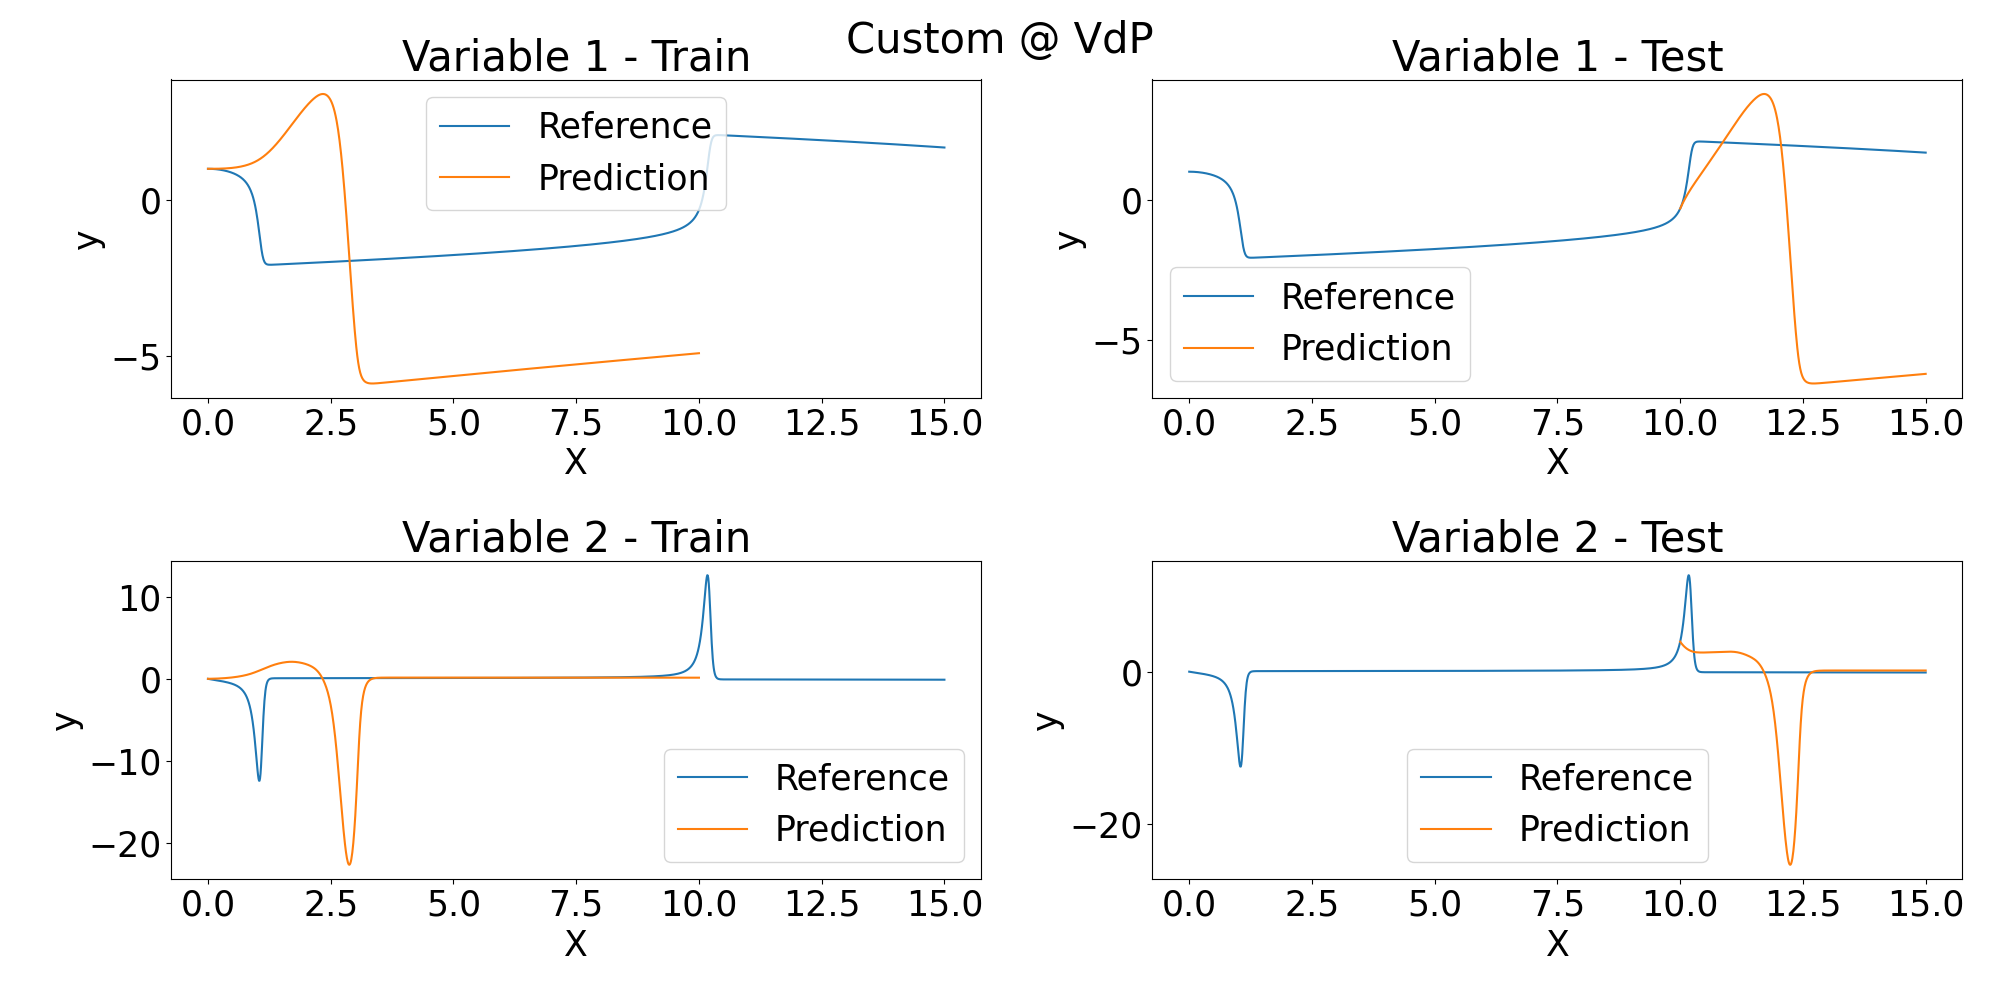 Custom @ VdP
Variable 1 - Train
Reference
Prediction
0
−5
y
0.0 2.5 5.0 7.5 10.0 12.5 15.0
X
Variable 1 - Test
Reference
Prediction
0
−5
y
0.0 2.5 5.0 7.5 10.0 12.5 15.0
X
Variable 2 - Train
Reference
Prediction
10
0
−10
−20
y
0.0 2.5 5.0 7.5 10.0 12.5 15.0
X
Variable 2 - Test
Reference
Prediction
0
−20
y
0.0 2.5 5.0 7.5 10.0 12.5 15.0
X